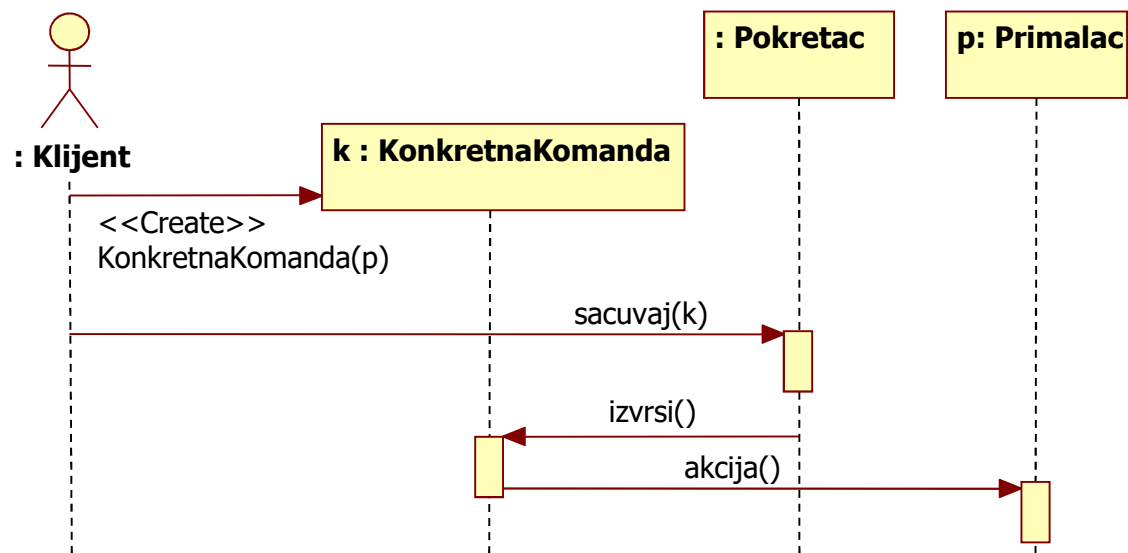 : Pokretac
p: Primalac
: Klijent
k : KonkretnaKomanda
<<Create>>
KonkretnaKomanda(p)
sacuvaj(k)
izvrsi()
akcija()